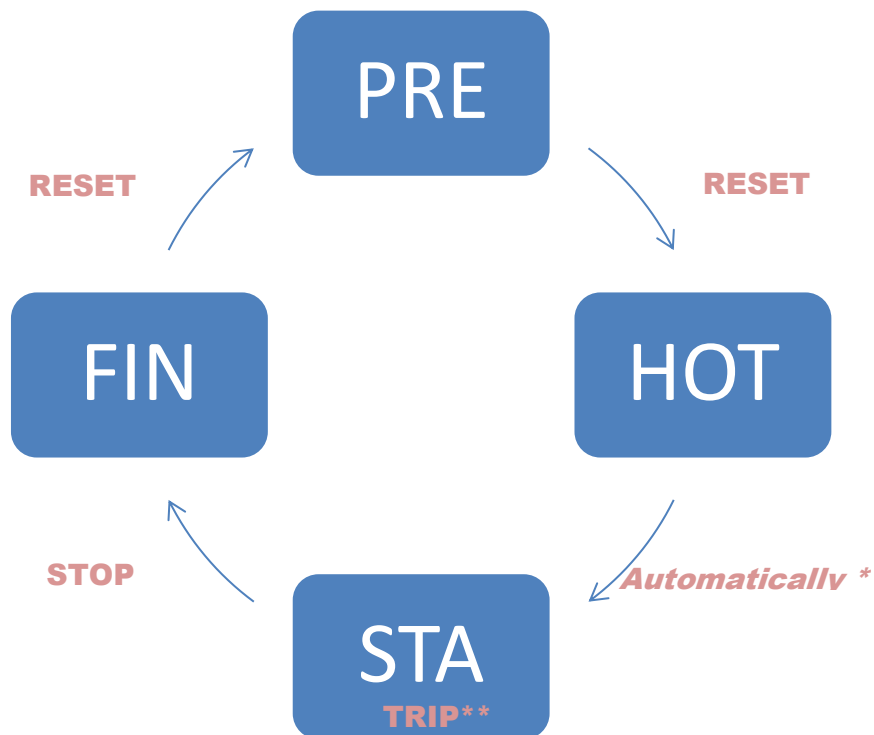 PRE
RESET
RESET
FIN
HOT
STOP
Automatically *
STA
TRIP**